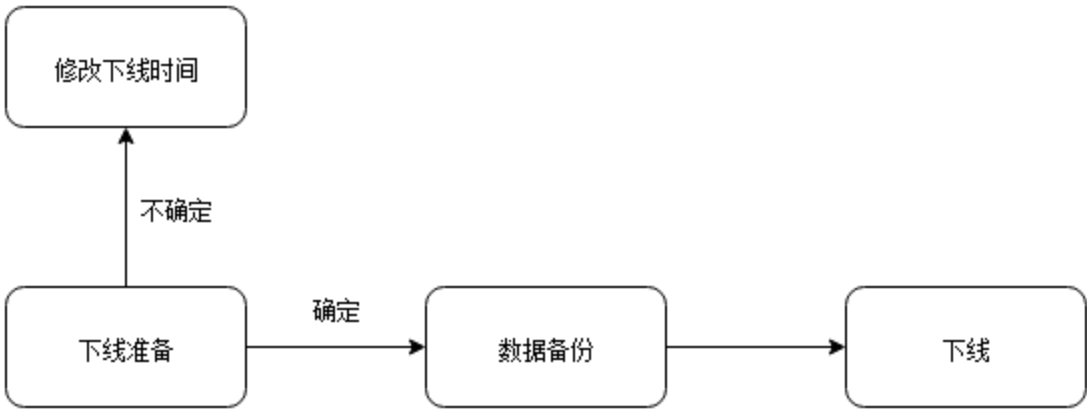 修改下线时间
不确定
确定
下线准备
数据备份
下线